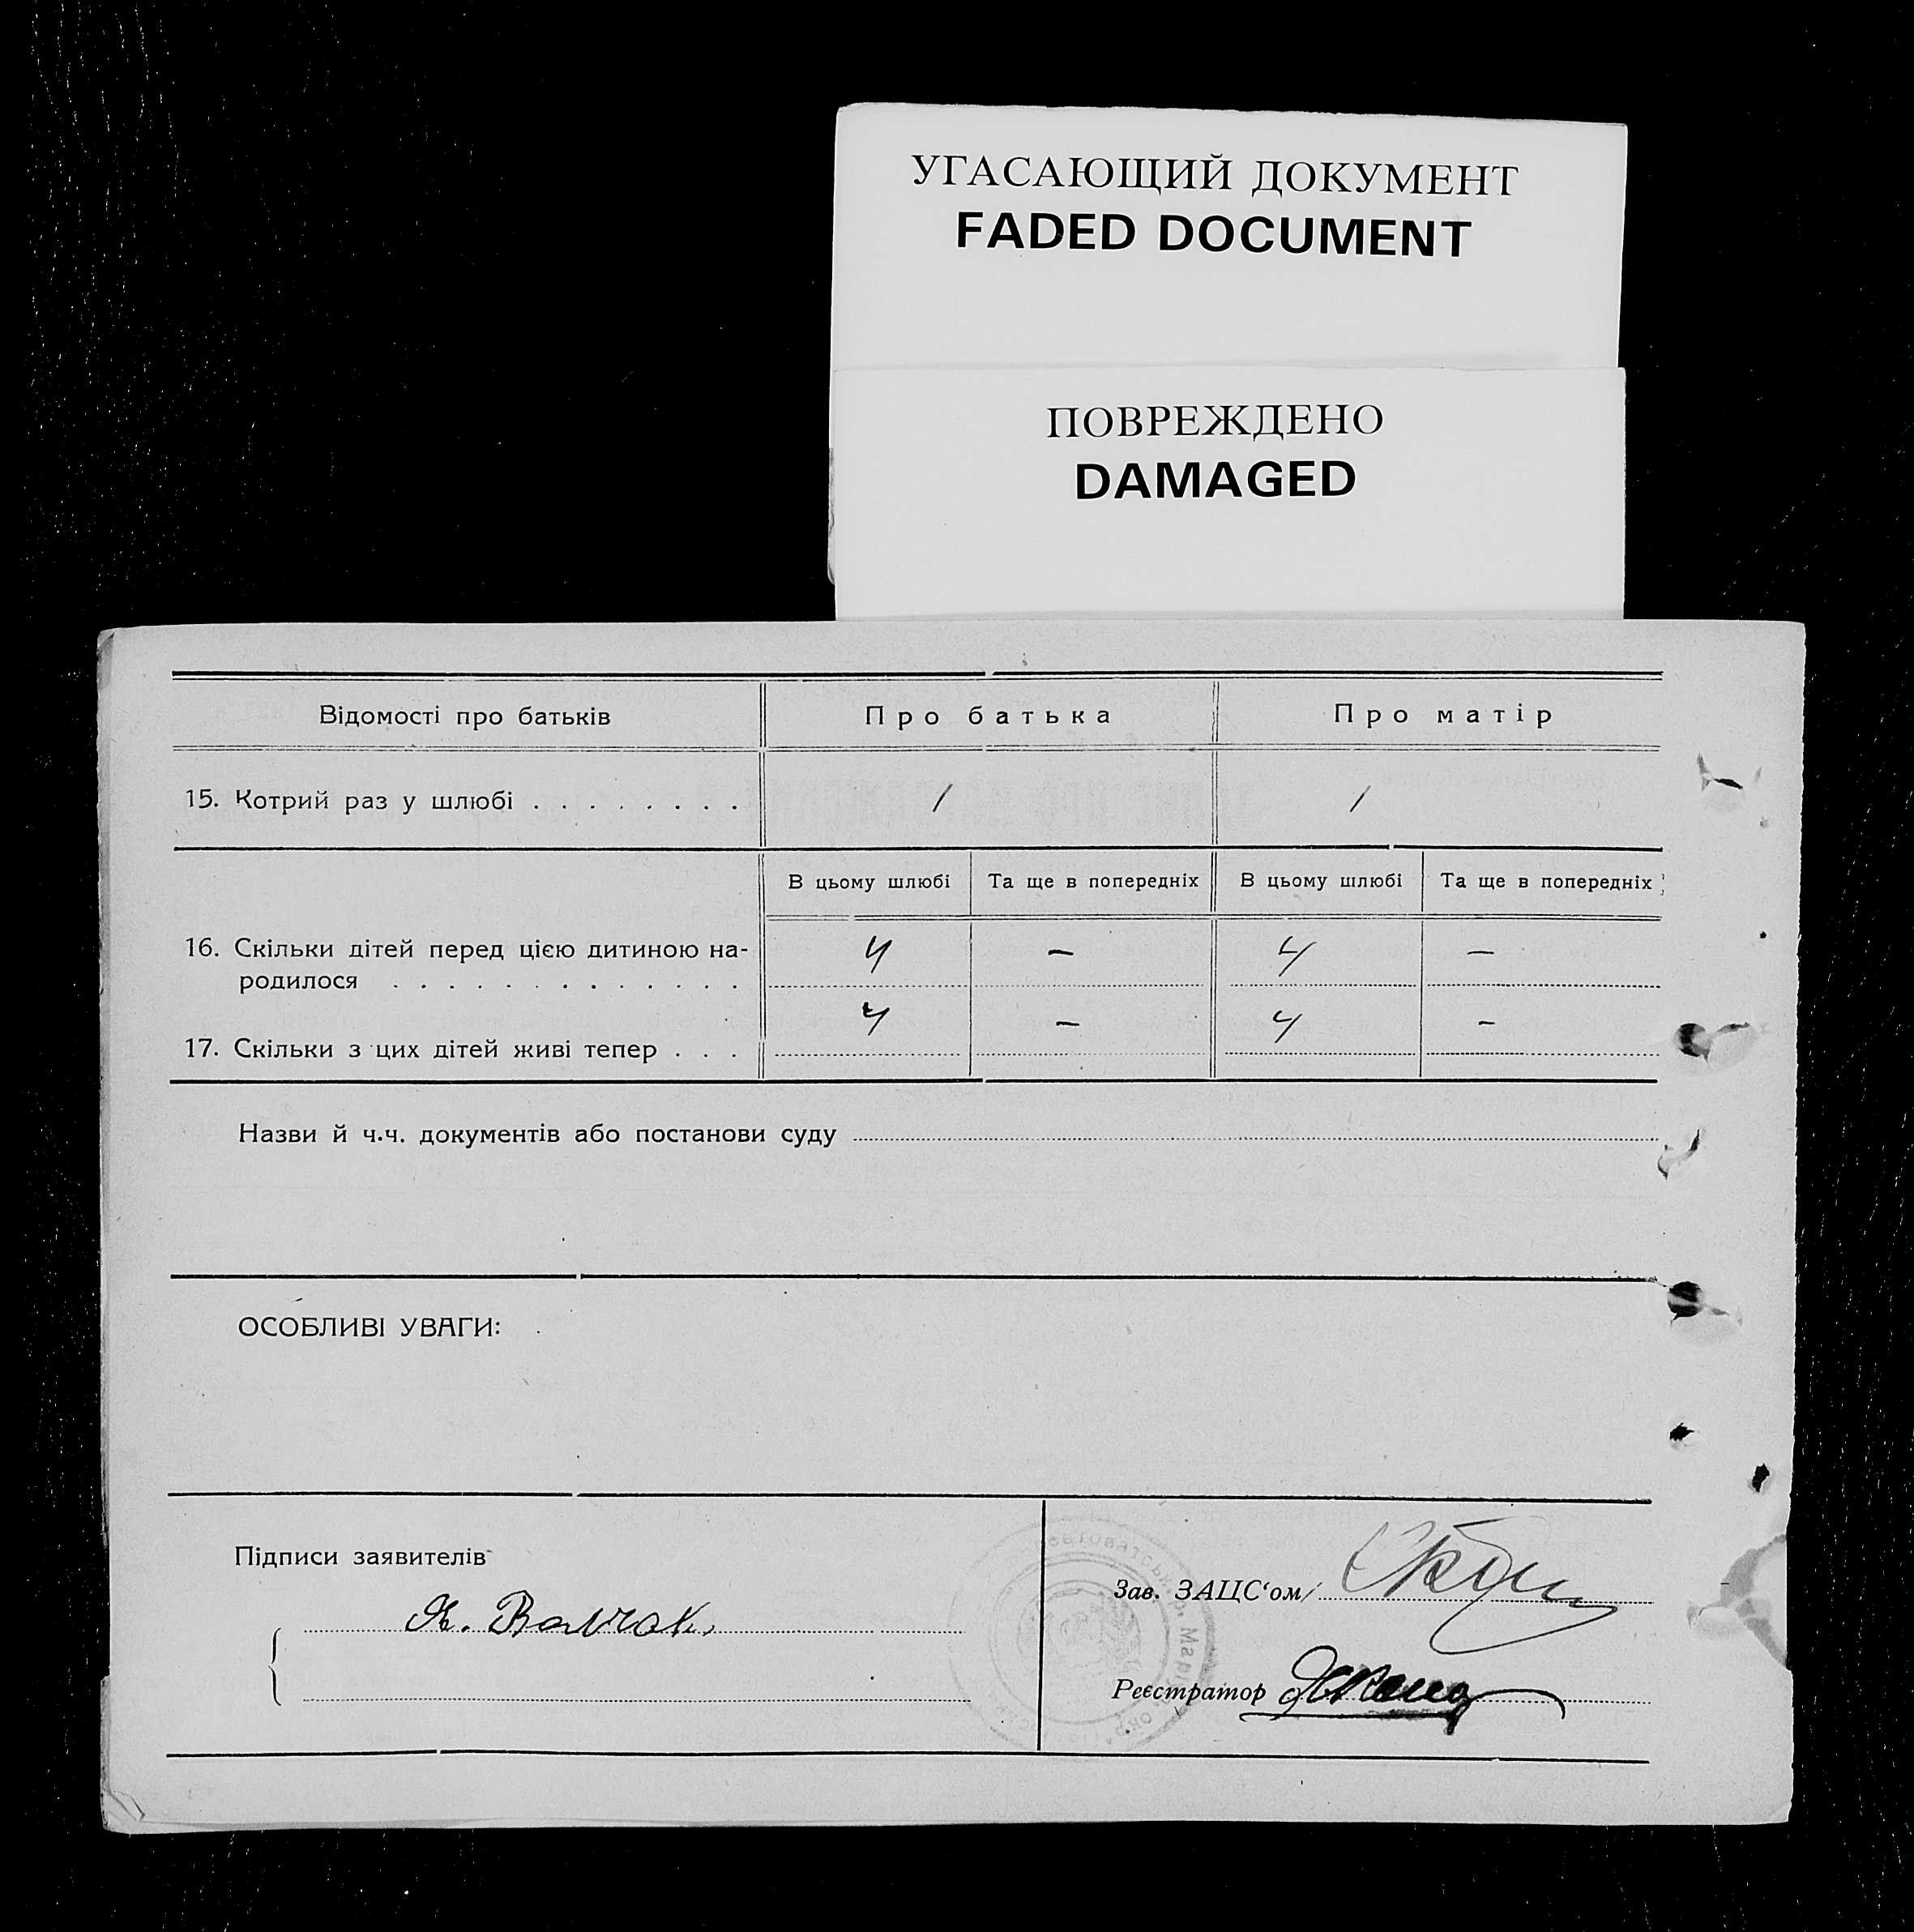 УГАСАЮЩИЙ ДОКУМЕНТ
FADED DOCUMENT
ПОВРЕЖДЕНО
DAMAGED
Відомості про батьків Про батька Про матір
15. Котрий раз у шлюбі . . . . . . . . 1 1
В цьому шлюбі Та ще в попередніх В цьому шлюбі Та ще в попередніх
16. Скільки дітей перед цією дитиною на-
родилося . . . . . . . . . . . . . 4 — 4 —
17. Скільки з цих дітей живі тепер . . . 4 — 4 —
Назви й ч.ч. документів або постанови суду
ОСОБЛИВІ УВАГИ:
Підписи заявителів
Зав. ЗАЦС‘ом
Реєстратор